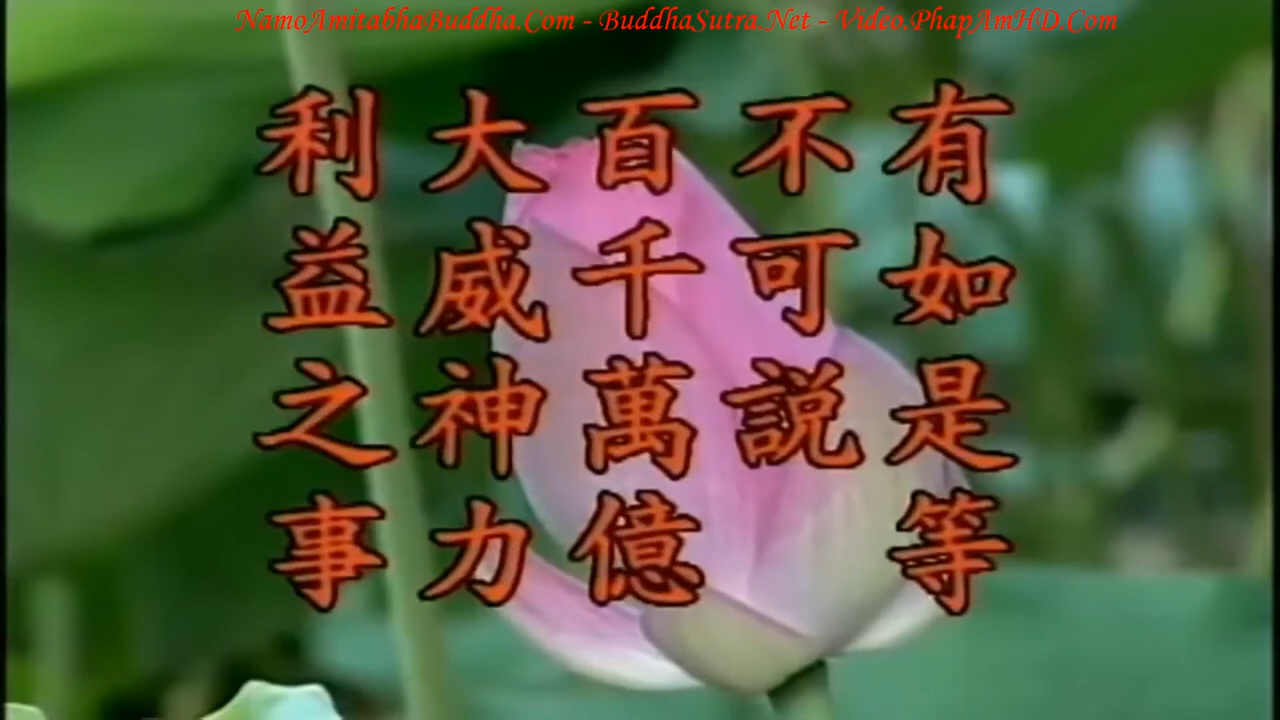 NamoAmitabhaBuddha.Com - BuddhaSutra.Net - Video.PhapAmHD.Com
有如是等
不可說
百千萬億
大威神力
利益之事